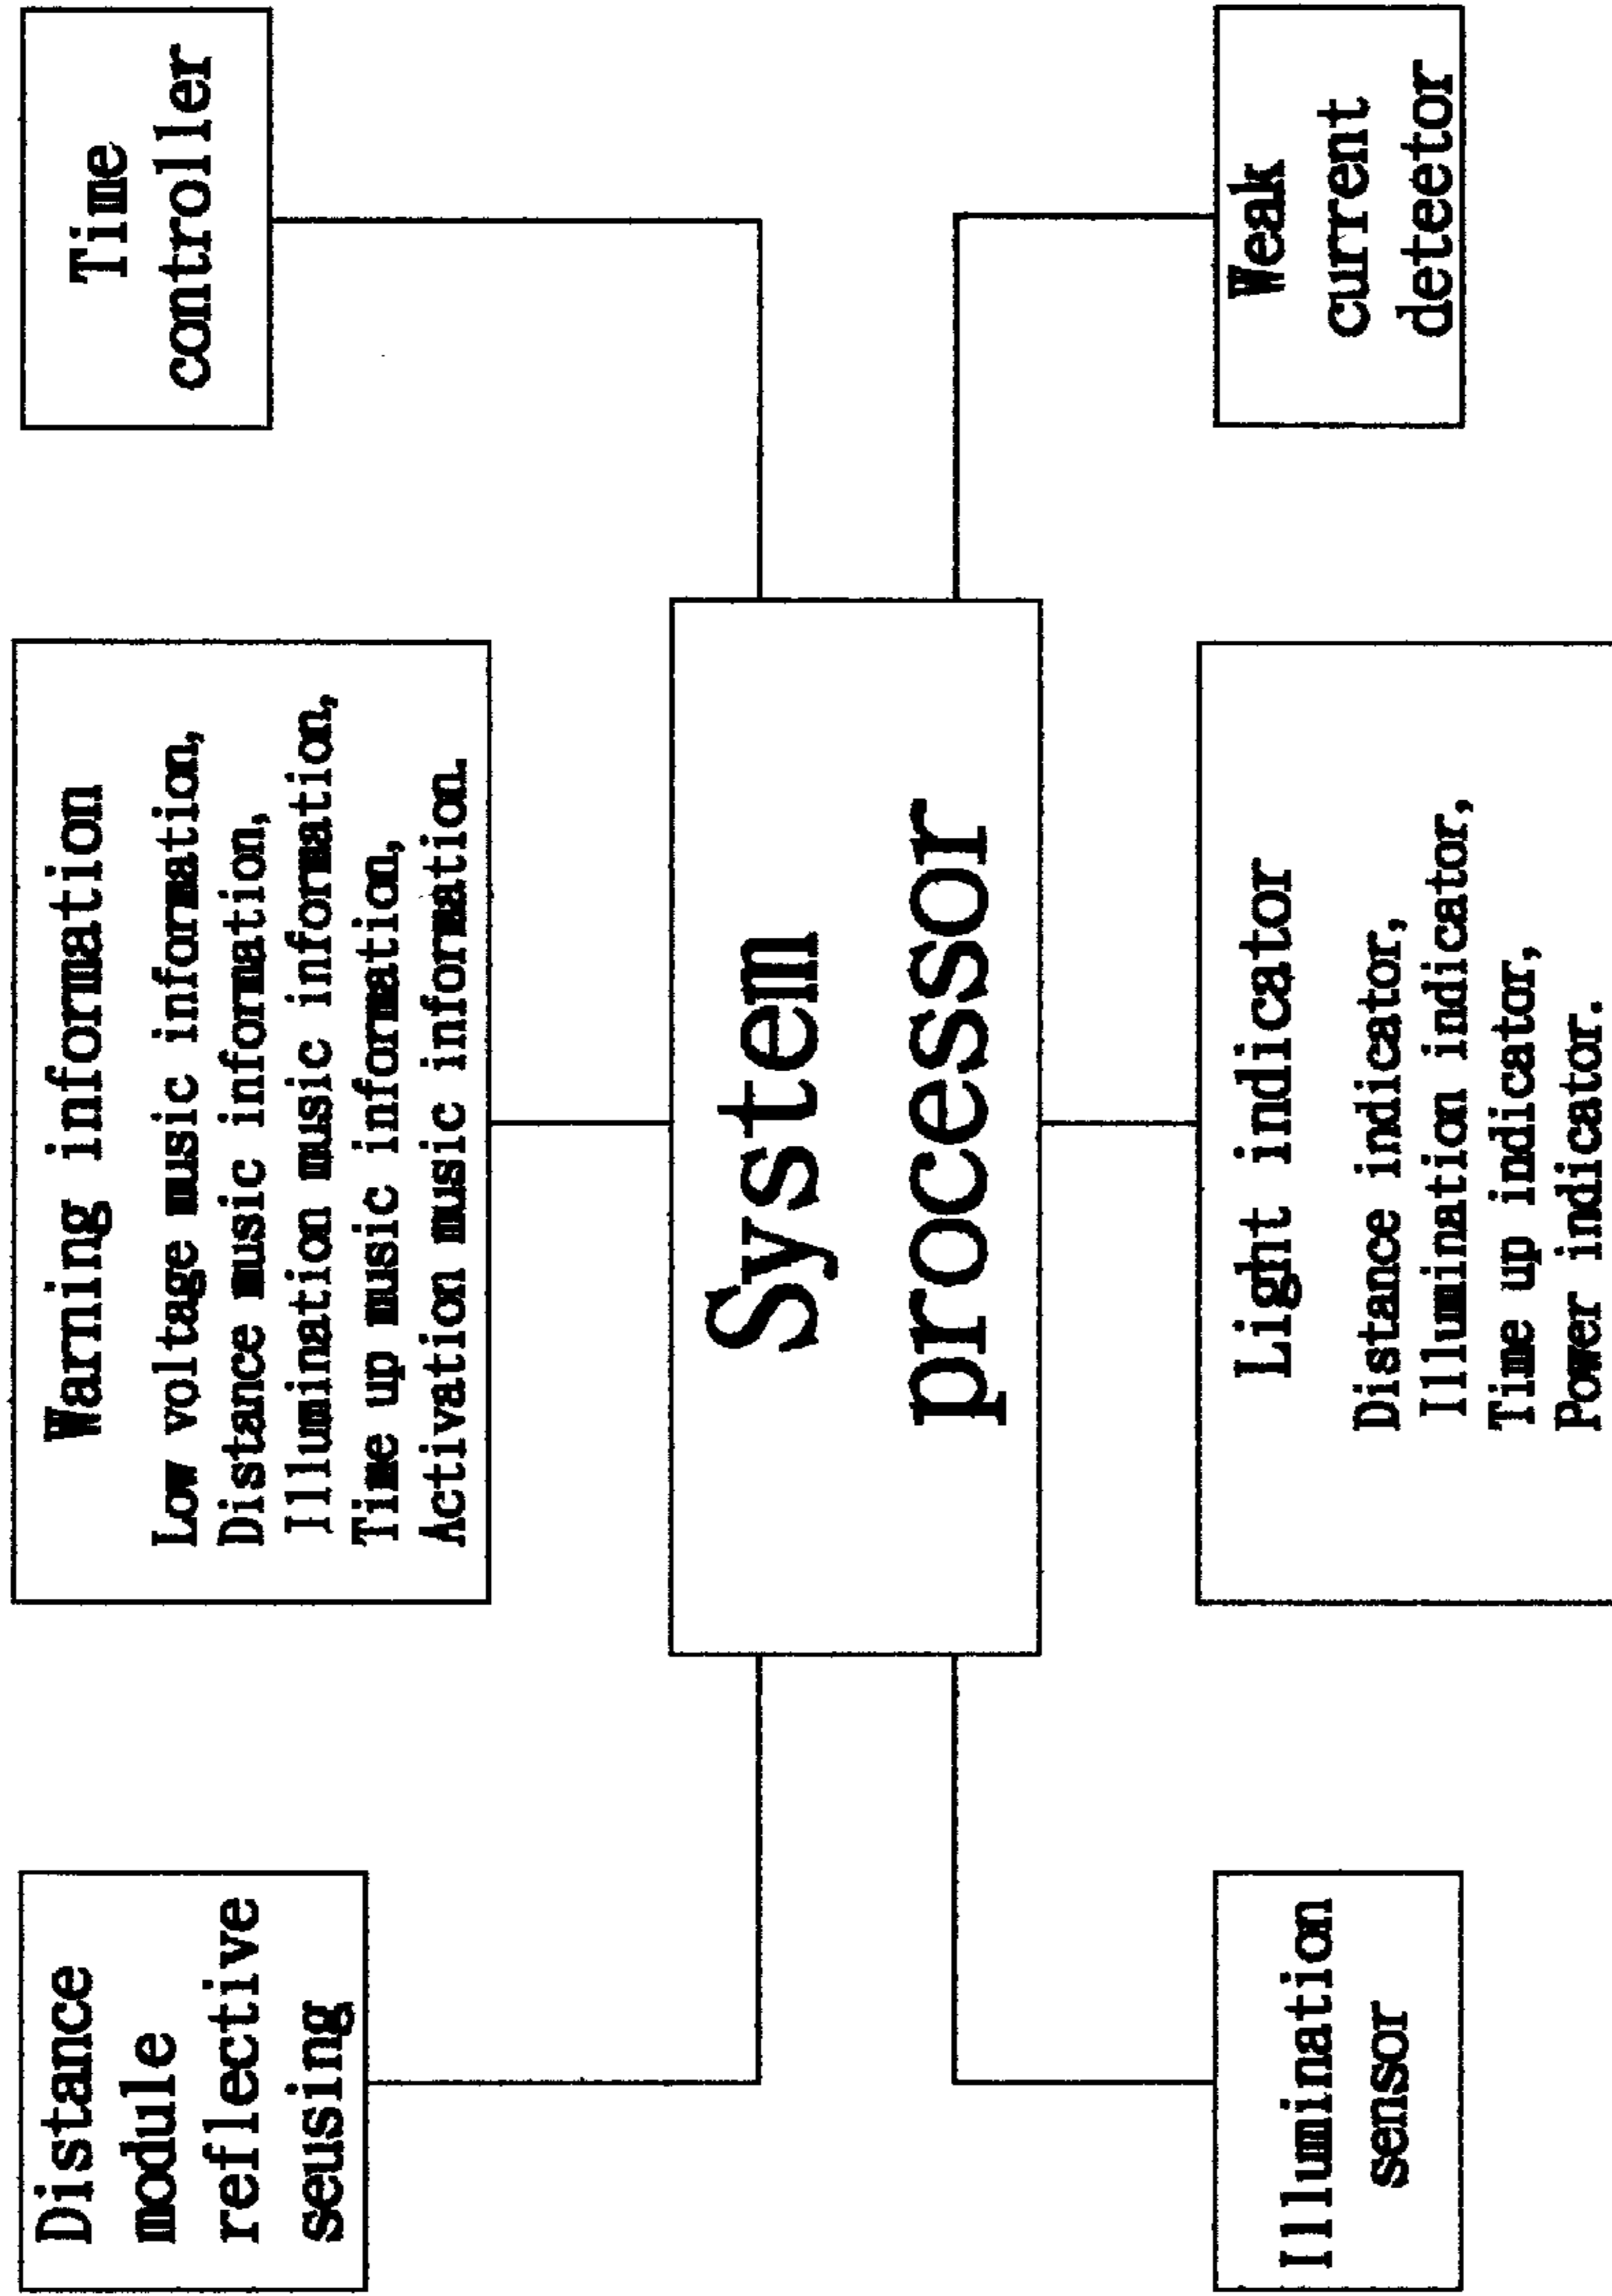 Distance
module
reflective
seusing
Warning information
Low voltage music information,
Distance music information,
Illumination music information,
Time up music information,
Activation music information.
Time
controller
System
processor
Illumination
sensor
Light indicator
Distance indicator,
Illumination indicator,
Time up indicator,
Power indicator.
Weak
current
deteetor